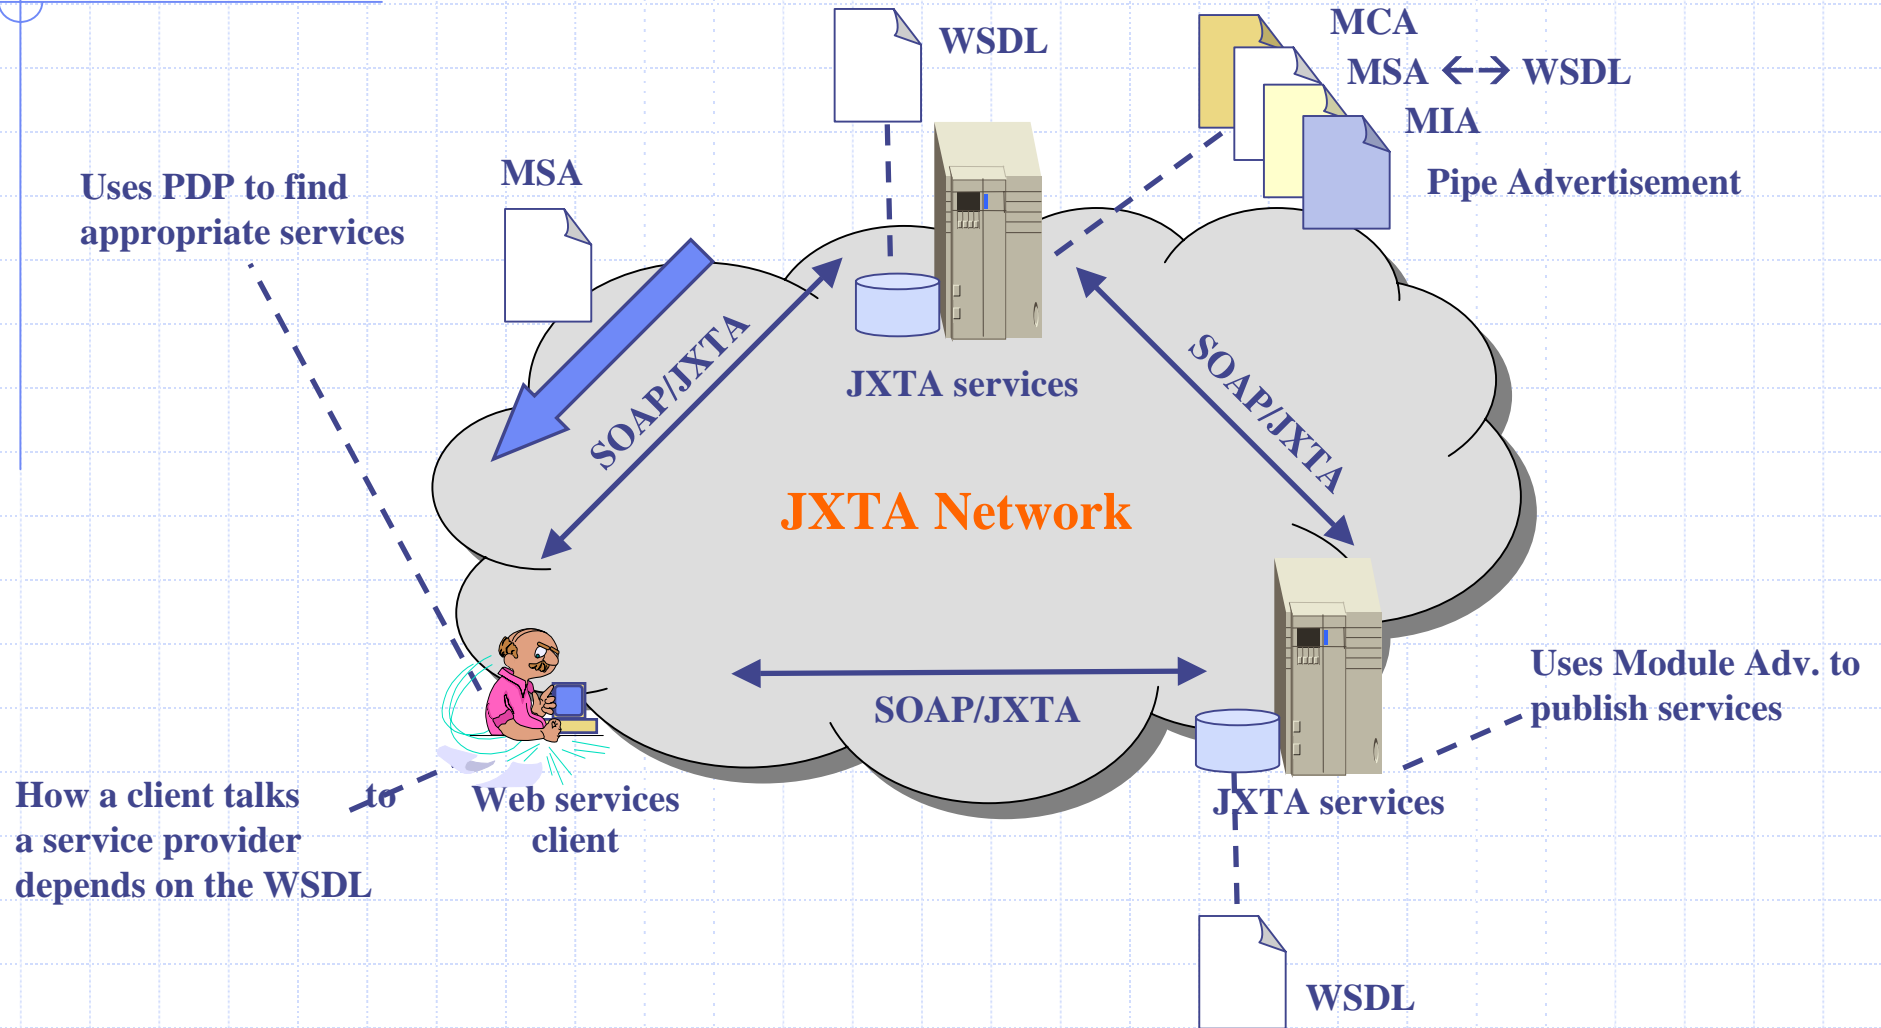 WSDL
MCA
MSA ←→ WSDL
MIA
Pipe Advertisement
MSA
Uses PDP to find
appropriate services
SOAP/JXTA
JXTA services
SOAP/JXTA
JXTA Network
SOAP/JXTA
Uses Module Adv. to
publish services
How a client talks to
a service provider
depends on the WSDL
Web services
client
JXTA services
WSDL